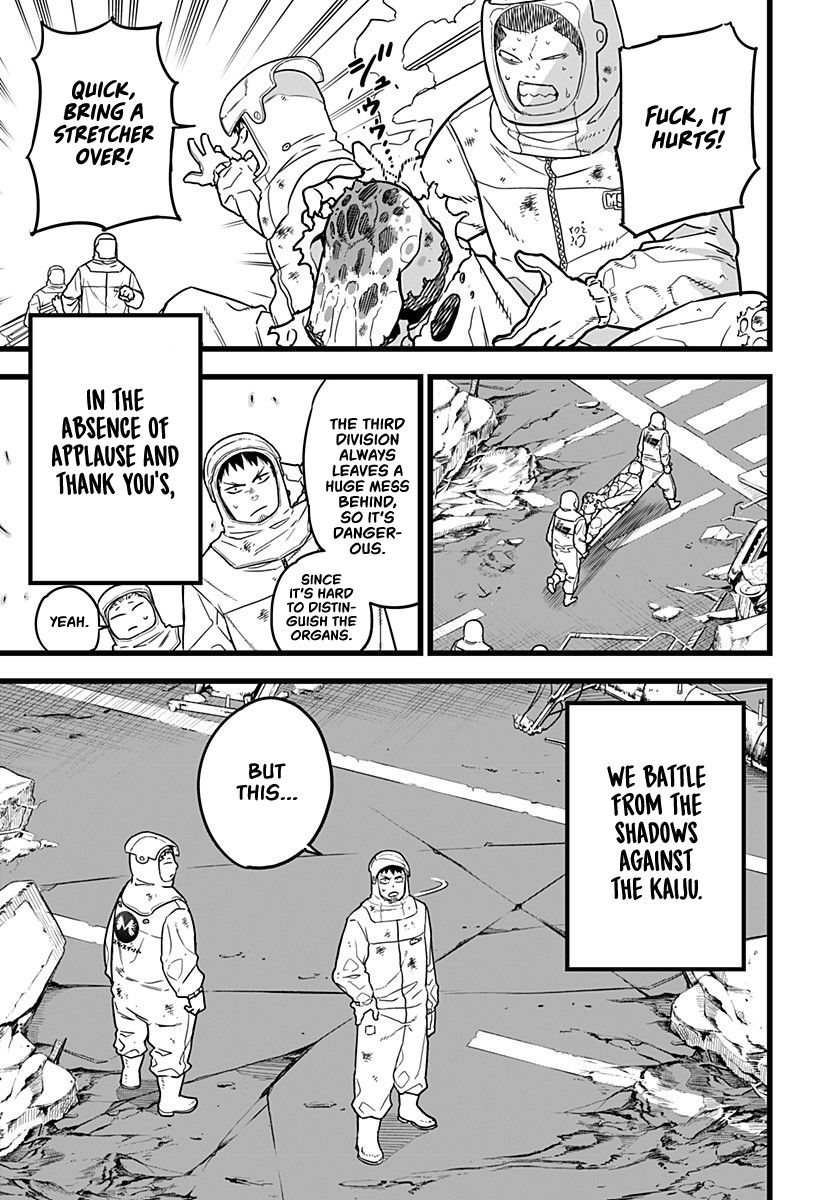 FUCK, IT
HURTS!
QUICK,
BRING A
STRETCHER
OVER!
THE THIRD
DIVISION
ALWAYS
LEAVES A
HUGE MESS
BEHIND,
SO IT'S
DANGER-
OUS.
SINCE
IT'S HARD
TO DISTIN-
GUISH THE
ORGANS.
YEAH.
IN THE
ABSENCE OF
APPLAUSE AND
THANK YOU'S,
WE BATTLE
FROM THE
SHADOWS
AGAINST
THE KAIJU.
BUT
THIS...